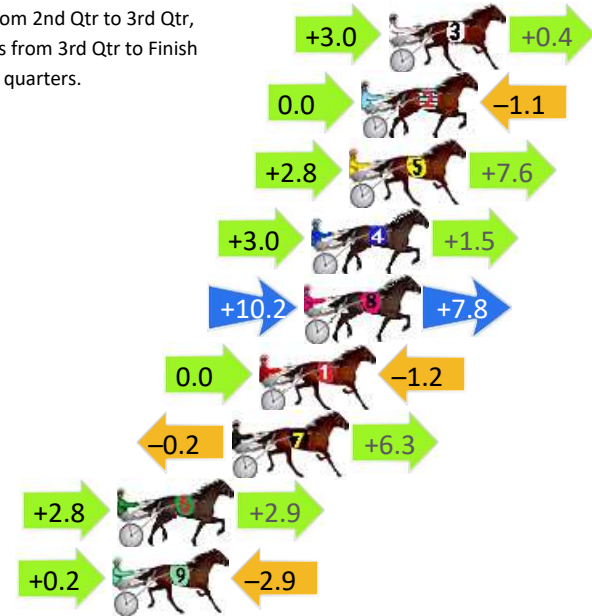 om 2nd Qtr to 3rd Qtr,
s from 3rd Qtr to Finish
quarters.
+3.0 3 +0.4
0.0 2 –1.1
+2.8 5 +7.6
+3.0 4 +1.5
+10.2 8 +7.8
0.0 1 –1.2
–0.2 7 +6.3
+2.8 6 +2.9
+0.2 9 –2.9